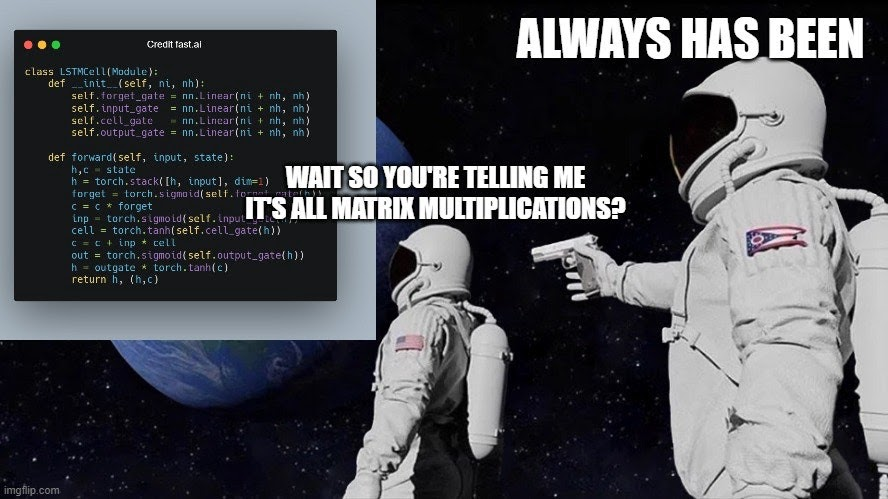 ALWAYS HAS BEEN
Credit fast.ai
class LSTMCell(Module):
    def __init__(self, ni, nh):
        self.forget_gate = nn.Linear(ni + nh, nh)
        self.input_gate  = nn.Linear(ni + nh, nh)
        self.cell_gate   = nn.Linear(ni + nh, nh)
        self.output_gate = nn.Linear(ni + nh, nh)
    def forward(self, input, state):
        h,c = state
        h = torch.stack([h, input], dim=1)
        forget = torch.sigmoid(self.forget_gate(h))
        c = c * forget
        inp = torch.sigmoid(self.input_gate(h))
        cell = torch.tanh(self.cell_gate(h))
        c = c + inp * cell
        out = torch.sigmoid(self.output_gate(h))
        h = outgate * torch.tanh(c)
        return h, (h,c)
WAIT SO YOU'RE TELLING ME
IT'S ALL MATRIX MULTIPLICATIONS?
imgflip.com